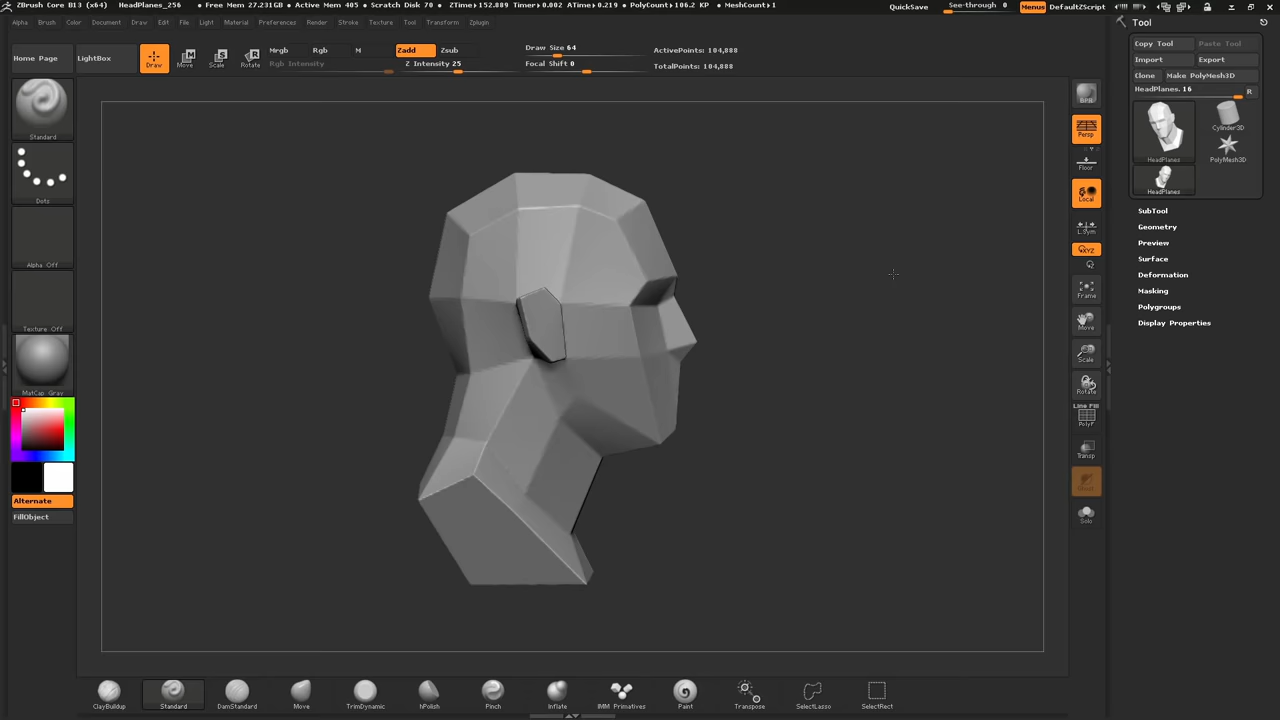 ZBrush Core BI3 (x64) HeadPlanes_256 • Free Mem 27.231GB • Active Mem 405 • Scratch Disk 70 • ZTime▸152.889 Timer▸0.002 ATime▸0.219 • PolyCount▸106.2 KP • MeshCount▸1 QuickSave See-through 0 Menus DefaultZScript
Alpha Brush Color Document Draw Edit File Light Material Preferences Render Stroke Texture Tool Transform Zplugin
Tool
Home Page
LightBox
Draw
Move
Scale
Rotate
Mrgb Rgb M
Rgb Intensity
Zadd Zsub
Z Intensity 25
Draw Size 64
Focal Shift 0
ActivePoints: 104,888
TotalPoints: 104,888
Copy Tool Paste Tool
Import Export
Clone Make PolyMesh3D
HeadPlanes. 16 R
HeadPlanes
Cylinder3D
PolyMesh3D
HeadPlanes
SubTool
Geometry
Preview
Surface
Deformation
Masking
Polygroups
Display Properties
Standard
Dots
Alpha Off
Texture Off
MatCap Gray
Alternate
FillObject
BPR
Persp
Floor
Local
L.Sym
XYZ
Frame
Move
Scale
Rotate
Line Fill
PolyF
Transp
Solo
ClayBuildup Standard DamStandard Move TrimDynamic hPolish Pinch Inflate IMM Primitives Paint Transpose SelectLasso SelectRect